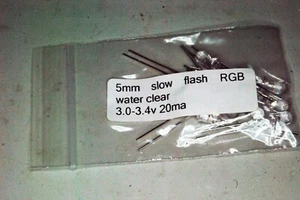 5mm slow flash RGB
water clear
3.0-3.4v 20ma